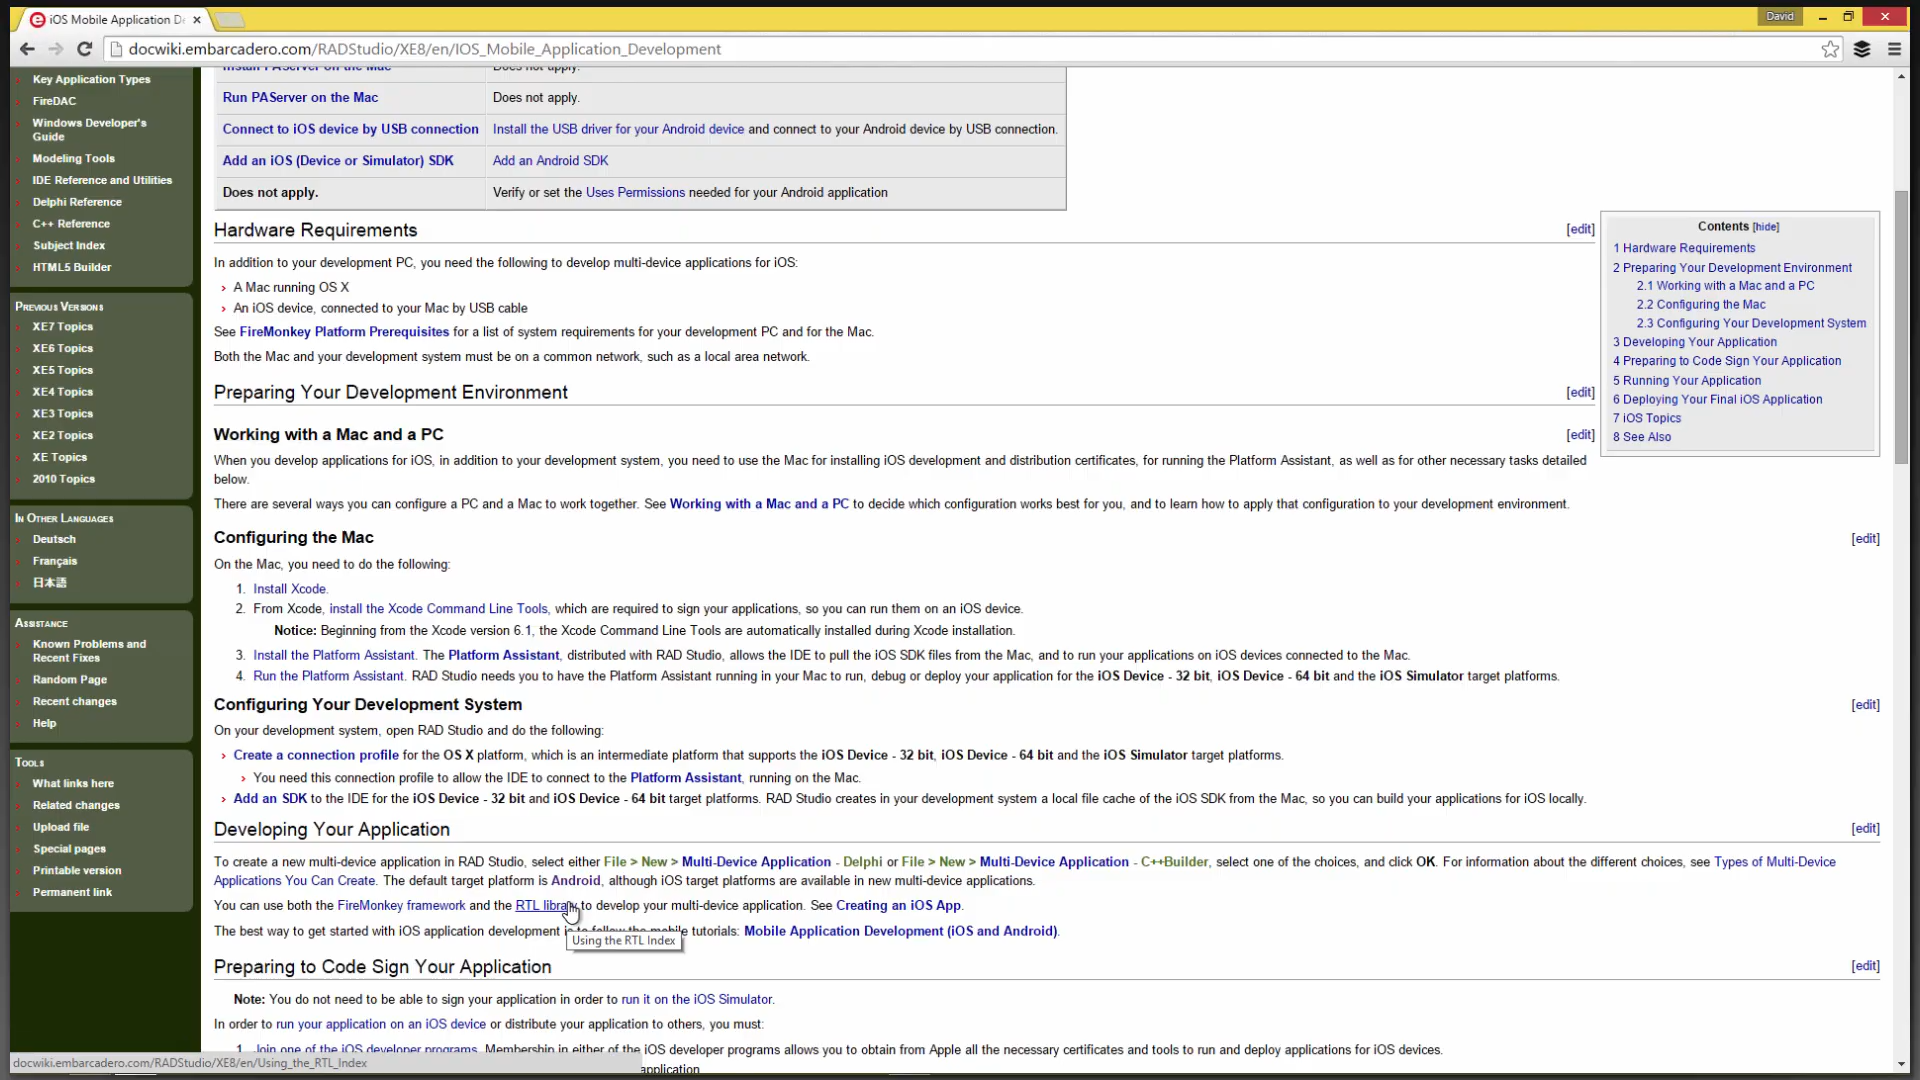 iOS Mobile Application De
David
docwiki.embarcadero.com/RADStudio/XE8/en/IOS_Mobile_Application_Development
Key Application Types
FireDAC
Windows Developer's
Guide
Modeling Tools
IDE Reference and Utilities
Delphi Reference
C++ Reference
Subject Index
HTML5 Builder
Previous Versions
XE7 Topics
XE6 Topics
XE5 Topics
XE4 Topics
XE3 Topics
XE2 Topics
XE Topics
2010 Topics
In Other Languages
Deutsch
Français
日本語
Assistance
Known Problems and
Recent Fixes
Random Page
Recent changes
Help
Tools
What links here
Related changes
Upload file
Special pages
Printable version
Permanent link
Install PAServer on the Mac Does not apply.
Run PAServer on the Mac Does not apply.
Connect to iOS device by USB connection Install the USB driver for your Android device and connect to your Android device by USB connection.
Add an iOS (Device or Simulator) SDK Add an Android SDK
Does not apply. Verify or set the Uses Permissions needed for your Android application
Hardware Requirements [edit]
In addition to your development PC, you need the following to develop multi-device applications for iOS:
› A Mac running OS X
› An iOS device, connected to your Mac by USB cable
See FireMonkey Platform Prerequisites for a list of system requirements for your development PC and for the Mac.
Both the Mac and your development system must be on a common network, such as a local area network.
Preparing Your Development Environment [edit]
Working with a Mac and a PC [edit]
When you develop applications for iOS, in addition to your development system, you need to use the Mac for installing iOS development and distribution certificates, for running the Platform Assistant, as well as for other necessary tasks detailed
below.
There are several ways you can configure a PC and a Mac to work together. See Working with a Mac and a PC to decide which configuration works best for you, and to learn how to apply that configuration to your development environment.
Configuring the Mac [edit]
On the Mac, you need to do the following:
1. Install Xcode.
2. From Xcode, install the Xcode Command Line Tools, which are required to sign your applications, so you can run them on an iOS device.
Notice: Beginning from the Xcode version 6.1, the Xcode Command Line Tools are automatically installed during Xcode installation.
3. Install the Platform Assistant. The Platform Assistant, distributed with RAD Studio, allows the IDE to pull the iOS SDK files from the Mac, and to run your applications on iOS devices connected to the Mac.
4. Run the Platform Assistant. RAD Studio needs you to have the Platform Assistant running in your Mac to run, debug or deploy your application for the iOS Device - 32 bit, iOS Device - 64 bit and the iOS Simulator target platforms.
Configuring Your Development System [edit]
On your development system, open RAD Studio and do the following:
› Create a connection profile for the OS X platform, which is an intermediate platform that supports the iOS Device - 32 bit, iOS Device - 64 bit and the iOS Simulator target platforms.
› You need this connection profile to allow the IDE to connect to the Platform Assistant, running on the Mac.
› Add an SDK to the IDE for the iOS Device - 32 bit and iOS Device - 64 bit target platforms. RAD Studio creates in your development system a local file cache of the iOS SDK from the Mac, so you can build your applications for iOS locally.
Developing Your Application [edit]
To create a new multi-device application in RAD Studio, select either File > New > Multi-Device Application - Delphi or File > New > Multi-Device Application - C++Builder, select one of the choices, and click OK. For information about the different choices, see Types of Multi-Device
Applications You Can Create. The default target platform is Android, although iOS target platforms are available in new multi-device applications.
You can use both the FireMonkey framework and the RTL library to develop your multi-device application. See Creating an iOS App.
The best way to get started with iOS application development is to follow the mobile tutorials: Mobile Application Development (iOS and Android).
Using the RTL Index
Preparing to Code Sign Your Application [edit]
Note: You do not need to be able to sign your application in order to run it on the iOS Simulator.
In order to run your application on an iOS device or distribute your application to others, you must:
1. Join one of the iOS developer programs. Membership in either of the iOS developer programs allows you to obtain from Apple all the necessary certificates and tools to run and deploy applications for iOS devices.
application
Contents [hide]
1 Hardware Requirements
2 Preparing Your Development Environment
2.1 Working with a Mac and a PC
2.2 Configuring the Mac
2.3 Configuring Your Development System
3 Developing Your Application
4 Preparing to Code Sign Your Application
5 Running Your Application
6 Deploying Your Final iOS Application
7 iOS Topics
8 See Also
docwiki.embarcadero.com/RADStudio/XE8/en/Using_the_RTL_Index